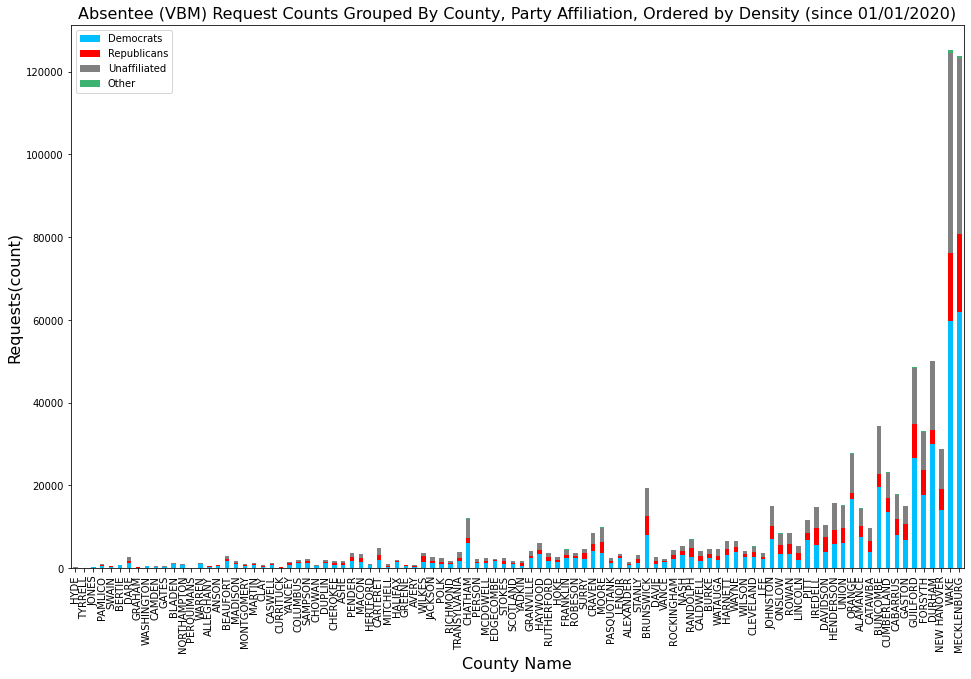 Absentee (VBM) Request Counts Grouped By County, Party Affiliation, Ordered by Density (since 01/01/2020)
Democrats
Republicans
Unaffiliated
Other
120000
100000
80000
60000
40000
20000
0
Requests(count)
HYDE
TYRRELL
JONES
PAMLICO
SWAIN
BERTIE
DARE
GRAHAM
WASHINGTON
CAMDEN
GATES
BLADEN
NORTHAMPTON
PERQUIMANS
WARREN
ALLEGHANY
ANSON
BEAUFORT
MADISON
MONTGOMERY
MARTIN
CASWELL
CLAY
CURRITUCK
YANCEY
COLUMBUS
SAMPSON
CHOWAN
DUPLIN
CHEROKEE
ASHE
PENDER
MACON
HERTFORD
CARTERET
MITCHELL
HALIFAX
GREENE
AVERY
WILKES
JACKSON
POLK
RICHMOND
TRANSYLVANIA
CHATHAM
PERSON
MCDOWELL
EDGECOMBE
STOKES
SCOTLAND
YADKIN
GRANVILLE
HAYWOOD
RUTHERFORD
HOKE
FRANKLIN
ROBESON
SURRY
CRAVEN
MOORE
PASQUOTANK
LENOIR
ALEXANDER
STANLY
BRUNSWICK
DAVIE
VANCE
ROCKINGHAM
NASH
RANDOLPH
CALDWELL
BURKE
WATAUGA
HARNETT
WAYNE
WILSON
CLEVELAND
LEE
JOHNSTON
ONSLOW
ROWAN
LINCOLN
PITT
IREDELL
DAVIDSON
HENDERSON
UNION
ORANGE
ALAMANCE
CATAWBA
BUNCOMBE
CUMBERLAND
CABARRUS
GASTON
GUILFORD
FORSYTH
DURHAM
NEW HANOVER
WAKE
MECKLENBURG
County Name